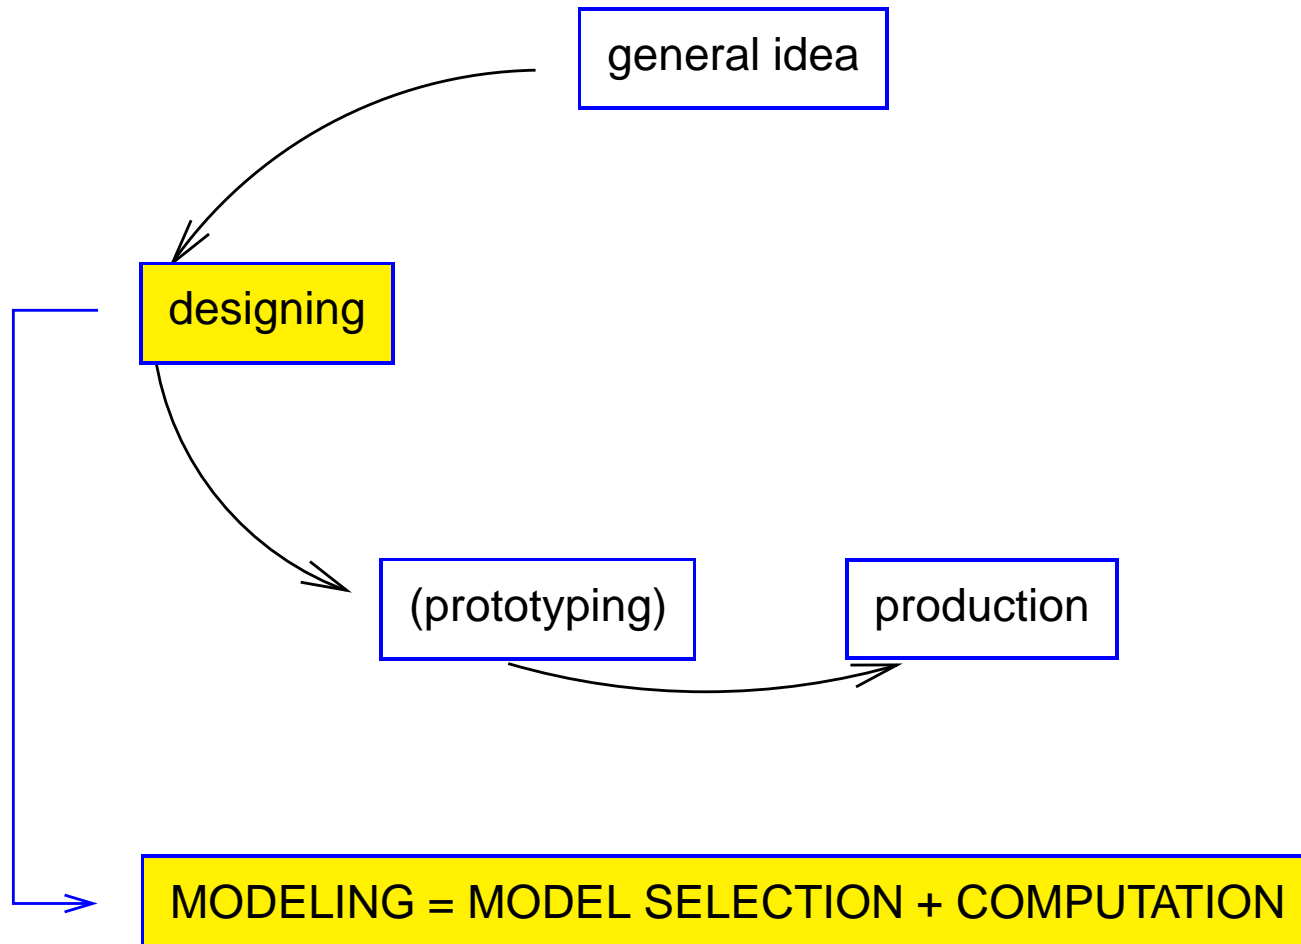 general idea
designing
(prototyping)
production
MODELING = MODEL SELECTION + COMPUTATION